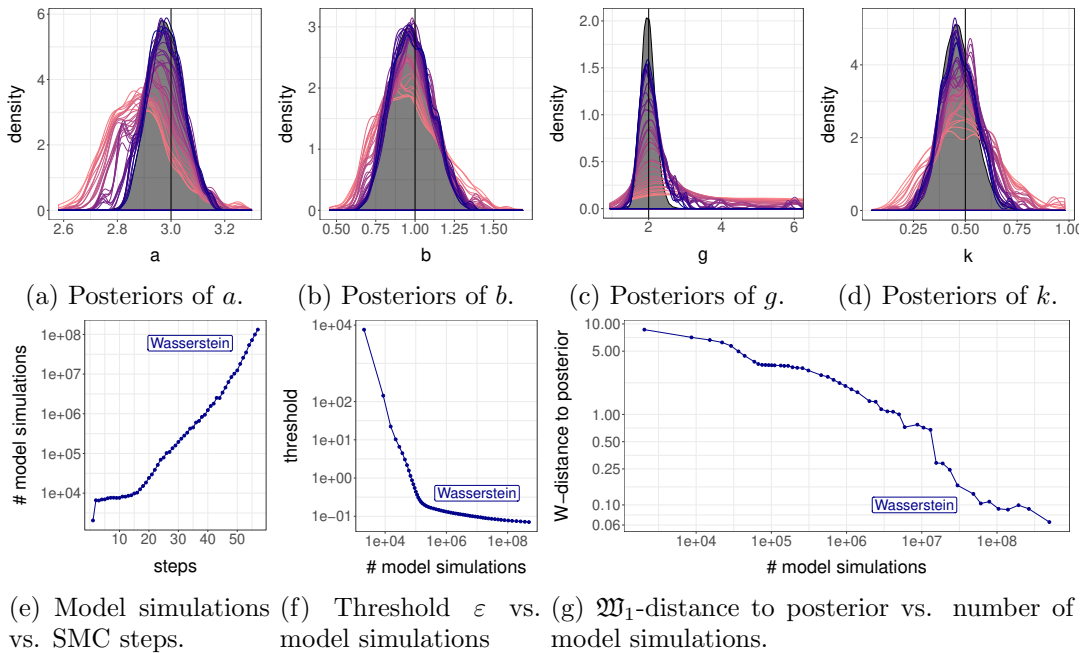 density
6
4
2
0
2.6 2.8 3.0 3.2
a
density
3
2
1
0
0.50 0.75 1.00 1.25 1.50
b
density
2.0
1.5
1.0
0.5
0.0
2 4 6
g
density
6
4
2
0
0.25 0.50 0.75 1.00
k
(a) Posteriors of a.
(b) Posteriors of b.
(c) Posteriors of g.
(d) Posteriors of k.
# model simulations
1e+08
1e+07
1e+06
1e+05
1e+04
Wasserstein
10 20 30 40 50
steps
threshold
1e+04
1e+02
1e+01
1e+00
1e−01
Wasserstein
1e+04 1e+06 1e+08
# model simulations
W−distance to posterior
10.00
5.00
1.00
0.50
0.25
0.10
0.06
Wasserstein
1e+04 1e+05 1e+06 1e+07 1e+08
# model simulations
(e) Model simulations
vs. SMC steps.
(f) Threshold ε vs.
model simulations
(g) 𝔚₁-distance to posterior vs. number of
model simulations.